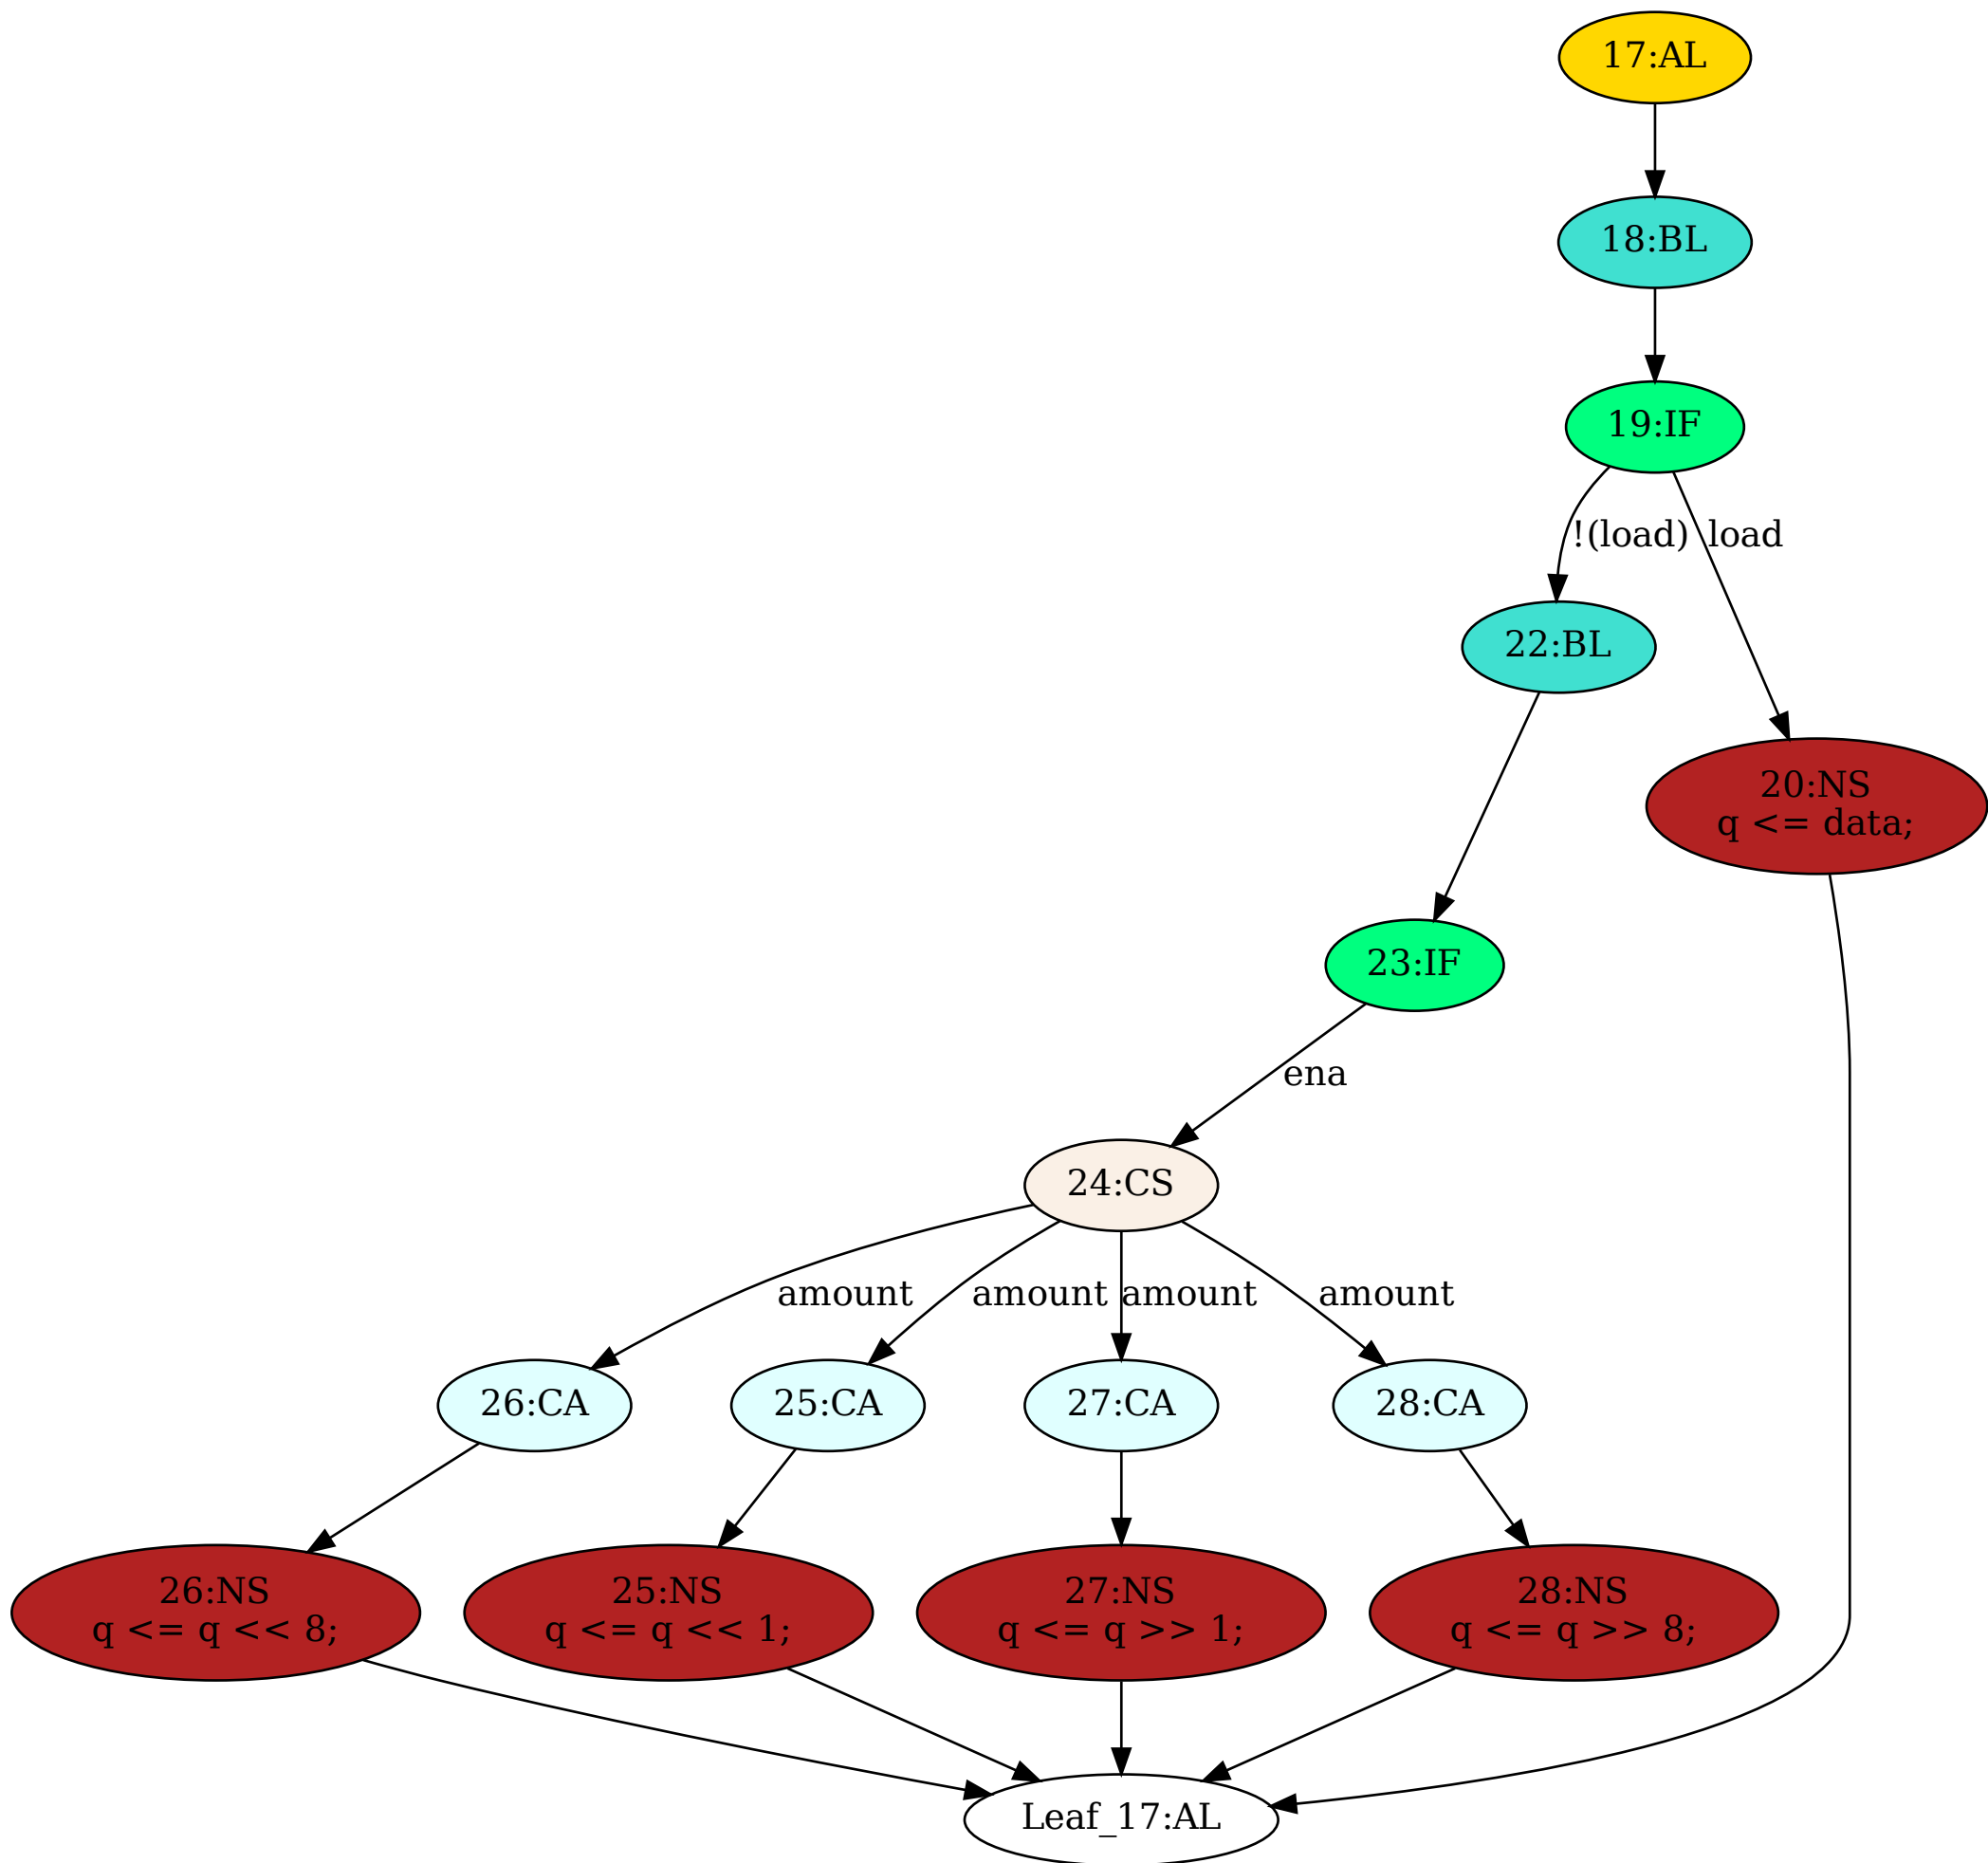 17:AL
18:BL
19:IF
!(load)
load
22:BL
20:NS
q <= data;
23:IF
ena
24:CS
amount
amount
amount
amount
26:CA
25:CA
27:CA
28:CA
26:NS
q <= q << 8;
25:NS
q <= q << 1;
27:NS
q <= q >> 1;
28:NS
q <= q >> 8;
Leaf_17:AL